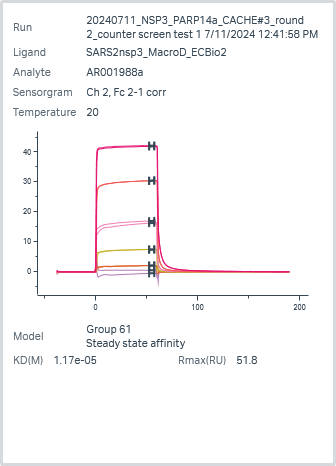 Run 20240711_NSP3_PARP14a_CACHE#3_round
2_counter screen test 1 7/11/2024 12:41:58 PM
Ligand SARS2nsp3_MacroD_ECBio2
Analyte AR001988a
Sensorgram Ch 2, Fc 2-1 corr
Temperature 20
40
30
20
10
0
0 100 200
Model Group 61
Steady state affinity
KD(M) 1.17e-05 Rmax(RU) 51.8